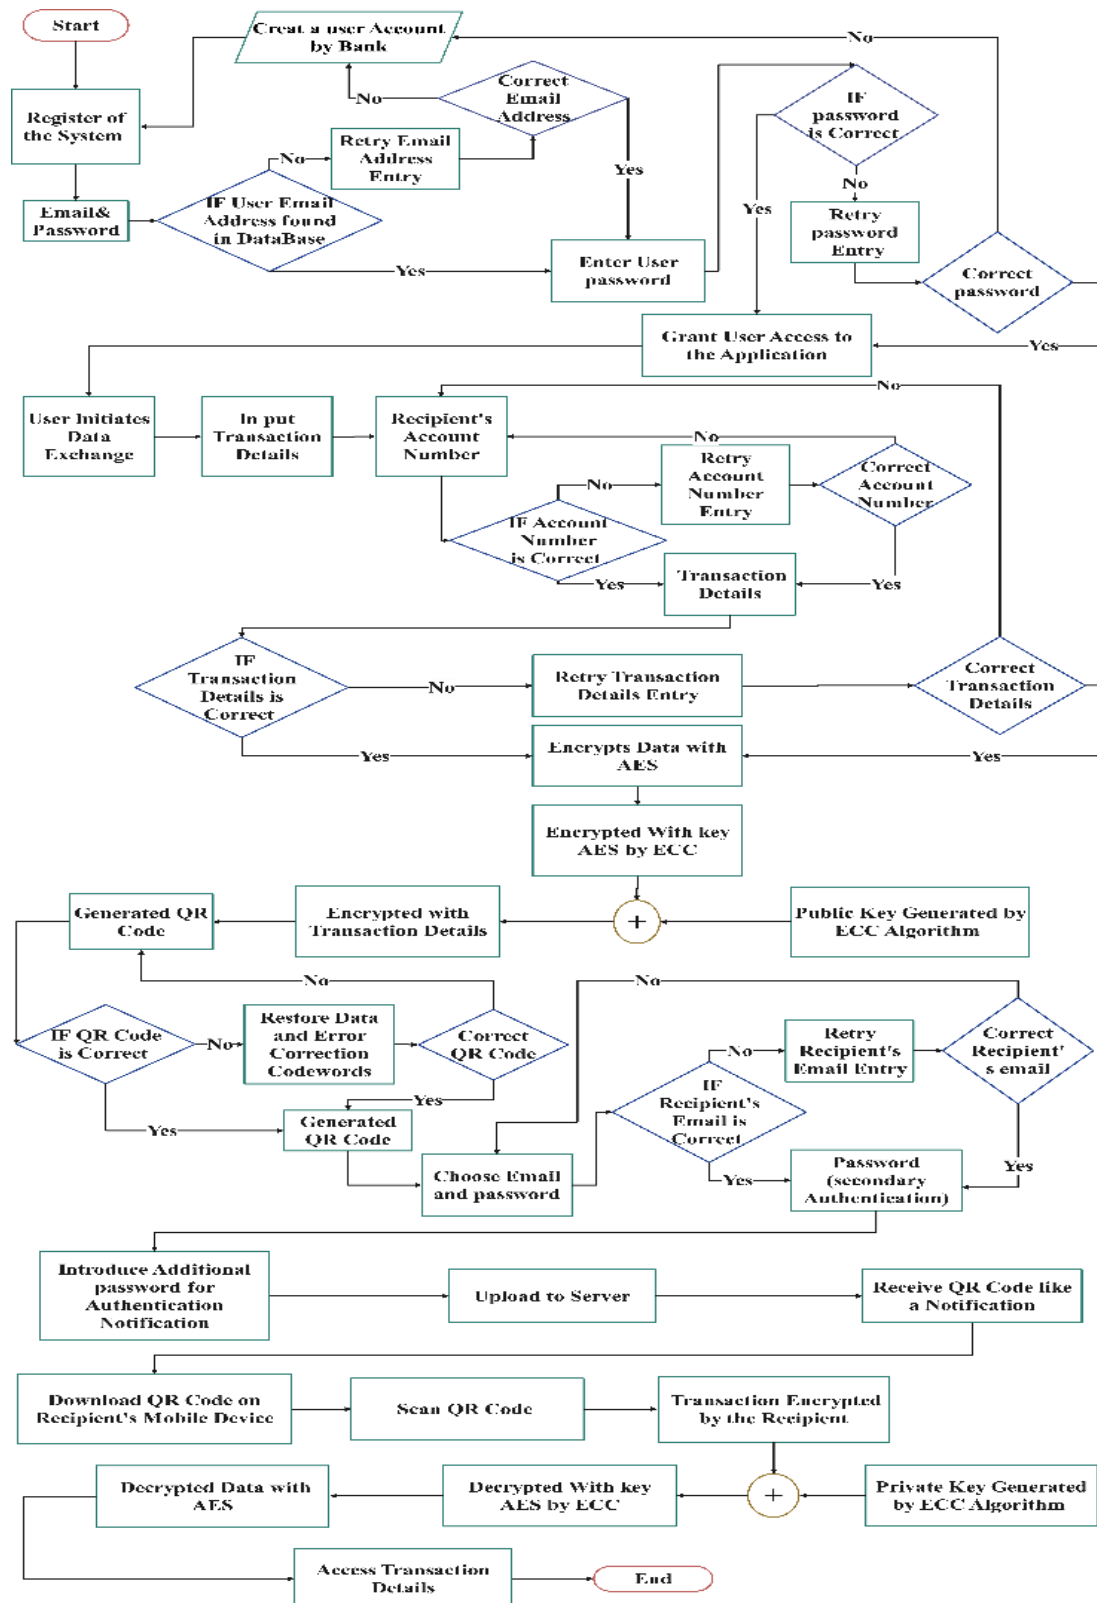 Start
Creat a user Account
by Bank
No
Correct
Email
Address
No
IF
password
is Correct
Register of
the System
Retry Email
Address
Entry
No
Yes
No
Yes
Email&
Password
IF User Email
Address found
in DataBase
Retry
password
Entry
Yes
Enter User
password
Correct
password
Grant User Access to
the Application
Yes
No
User Initiates
Data
Exchange
In put
Transaction
Details
Recipient's
Account
Number
No
Retry
Account
Number
Entry
Correct
Account
Number
No
IF Account
Number
is Correct
Yes
Transaction
Details
Yes
IF
Transaction
Details is
Correct
No
Retry Transaction
Details Entry
Correct
Transaction
Details
Yes
Encrypts Data with
AES
Yes
Encrypted With key
AES by ECC
Generated QR
Code
Encrypted with
Transaction Details
+
Public Key Generated by
ECC Algorithm
No
No
IF QR Code
is Correct
No
Restore Data
and Error
Correction
Codewords
Correct
QR Code
No
Retry
Recipient's
Email Entry
Correct
Recipient'
s email
IF
Recipient's
Email is
Correct
Yes
Yes
Generated
QR Code
Choose Email
and password
Yes
Password
(secondary
Authentication)
Yes
Introduce Additional
password for
Authentication
Notification
Upload to Server
Receive QR Code like
a Notification
Download QR Code on
Recipient's Mobile Device
Scan QR Code
Transaction Encrypted
by the Recipient
Decrypted Data with
AES
Decrypted With key
AES by ECC
+
Private Key Generated
by ECC Algorithm
Access Transaction
Details
End